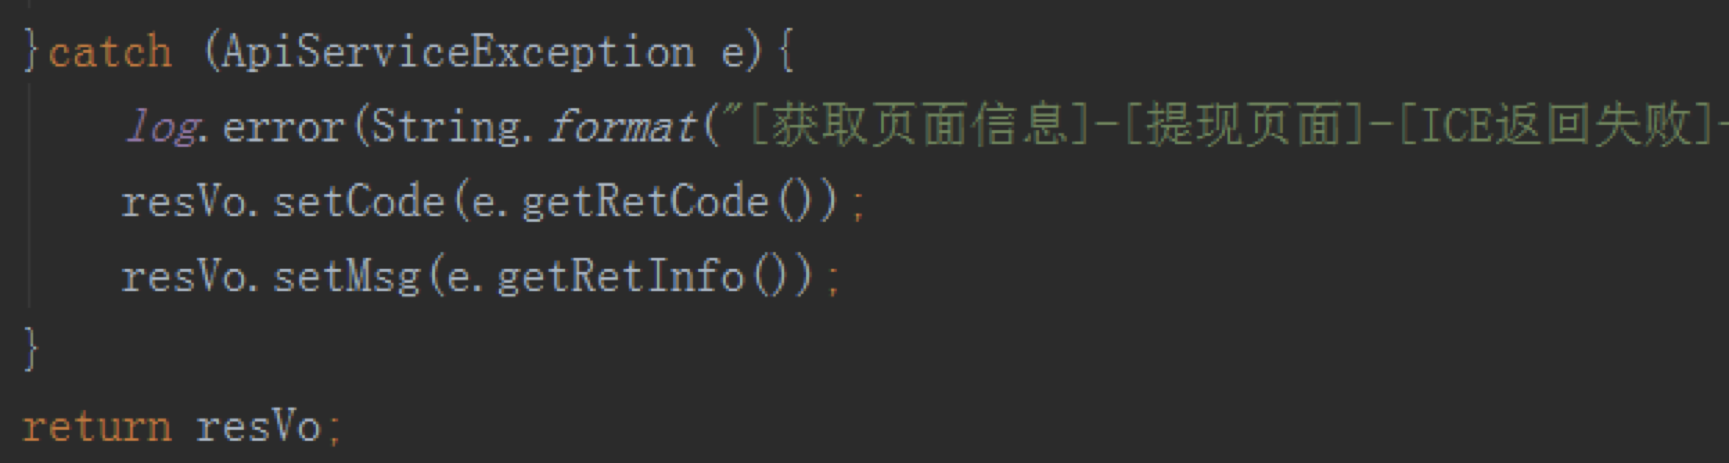 }catch (ApiServiceException e){
log.error(String.format("[获取页面信息]-[提现页面]-[ICE返回失败]-
resVo.setCode(e.getRetCode());
resVo.setMsg(e.getRetInfo());
}
return resVo;